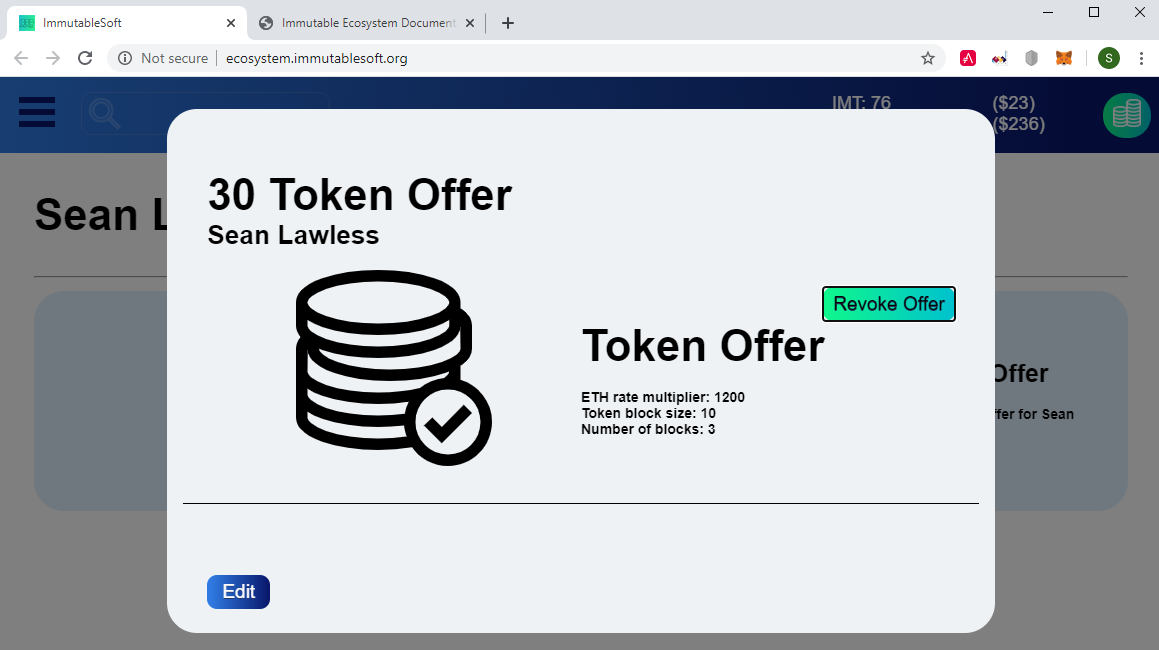 ImmutableSoft
Immutable Ecosystem Document
Not secure
ecosystem.immutablesoft.org
S
IMT: 76
($23)
($236)
Sean L
30 Token Offer
Sean Lawless
Revoke Offer
Token Offer
ETH rate multiplier: 1200
Token block size: 10
Number of blocks: 3
Offer
ffer for Sean
Edit